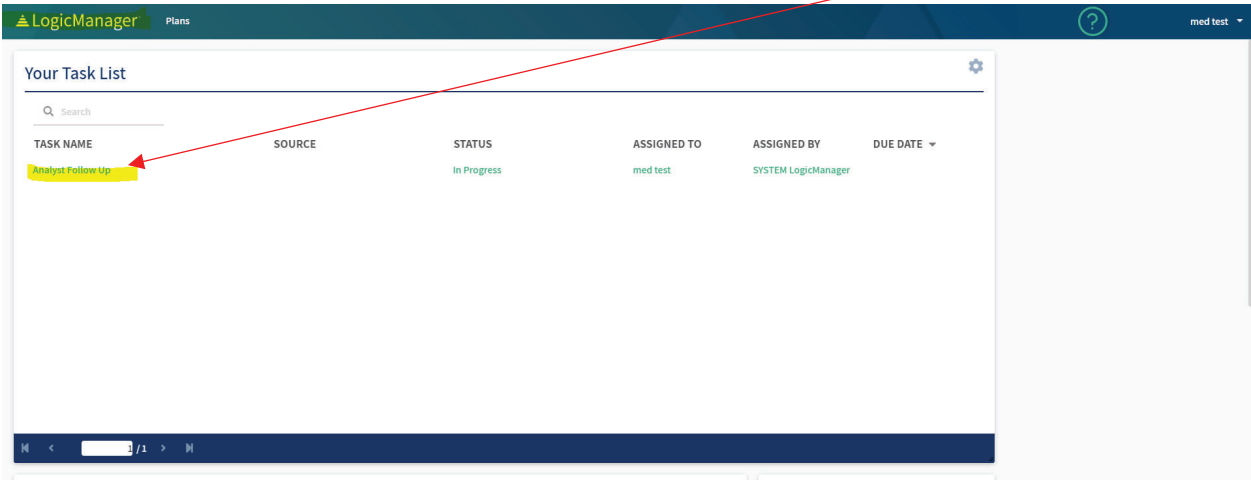 LogicManager Plans ? med test
Your Task List
Search
TASK NAME SOURCE STATUS ASSIGNED TO ASSIGNED BY DUE DATE
Analyst Follow Up In Progress med test SYSTEM LogicManager
1 / 1